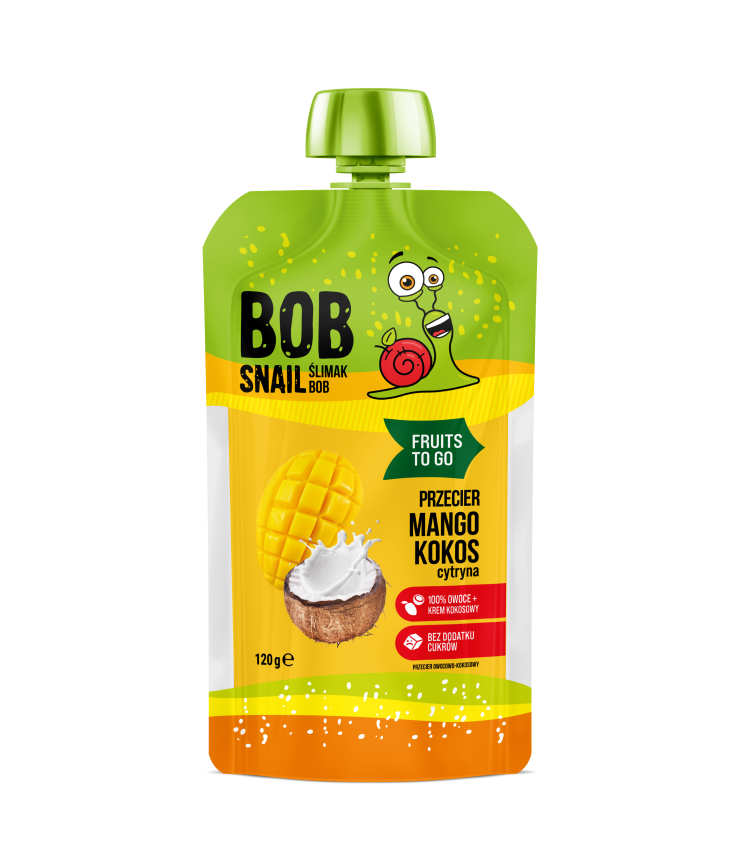 BOB
SNAIL ŚLIMAK BOB
FRUITS
TO GO
PRZECIER
MANGO
KOKOS
cytryna
100% OWOCE +
KREM KOKOSOWY
BEZ DODATKU
CUKRÓW
120 g ℮
PRZECIER OWOCOWO-KOKOSOWY